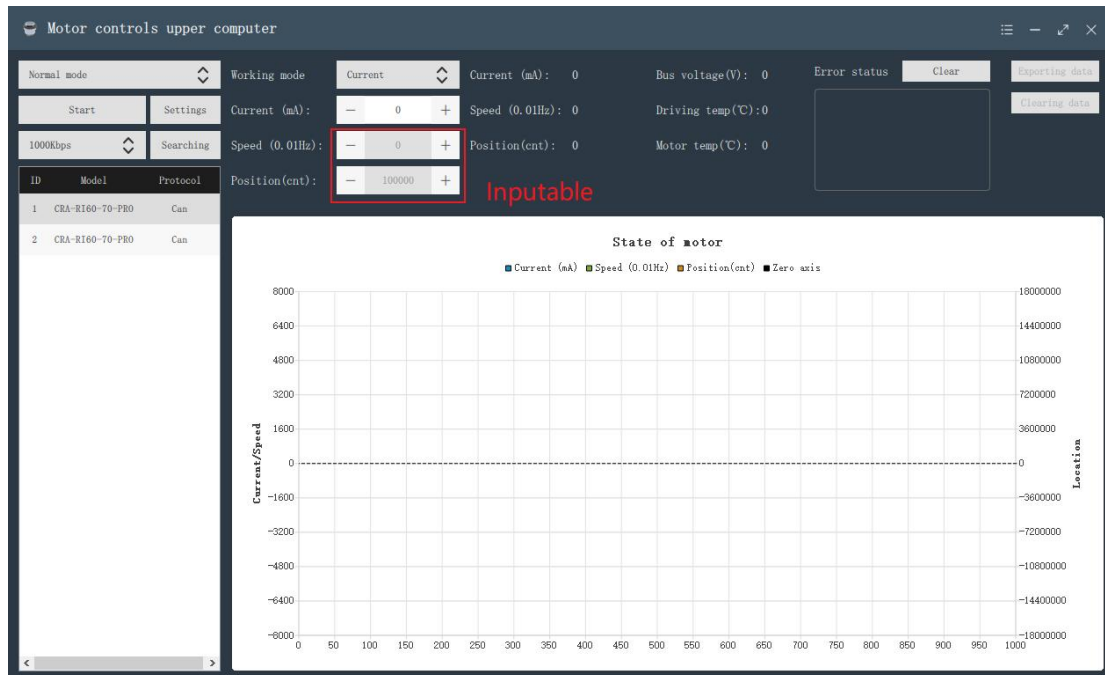 Motor controls upper computer
Normal mode
Working mode
Current
Current (mA): 0
Bus voltage(V): 0
Error status
Clear
Exporting data
Start
Settings
Current (mA):
− 0 +
Speed (0.01Hz): 0
Driving temp(℃):0
Clearing data
1000Kbps
Searching
Speed (0.01Hz):
− 0 +
Position(cnt): 0
Motor temp(℃): 0
ID Model Protocol
Position(cnt):
− 100000 +
Inputable
1 CRA-RI60-70-PRO Can
2 CRA-RI60-70-PRO Can
State of motor
Current (mA) Speed (0.01Hz) Position(cnt) Zero axis
8000 18000000
6400 14400000
4800 10800000
3200 7200000
1600 3600000
0 0
-1600 -3600000
-3200 -7200000
-4800 -10800000
-6400 -14400000
-8000 -18000000
Current/Speed
Location
0 50 100 150 200 250 300 350 400 450 500 550 600 650 700 750 800 850 900 950 1000